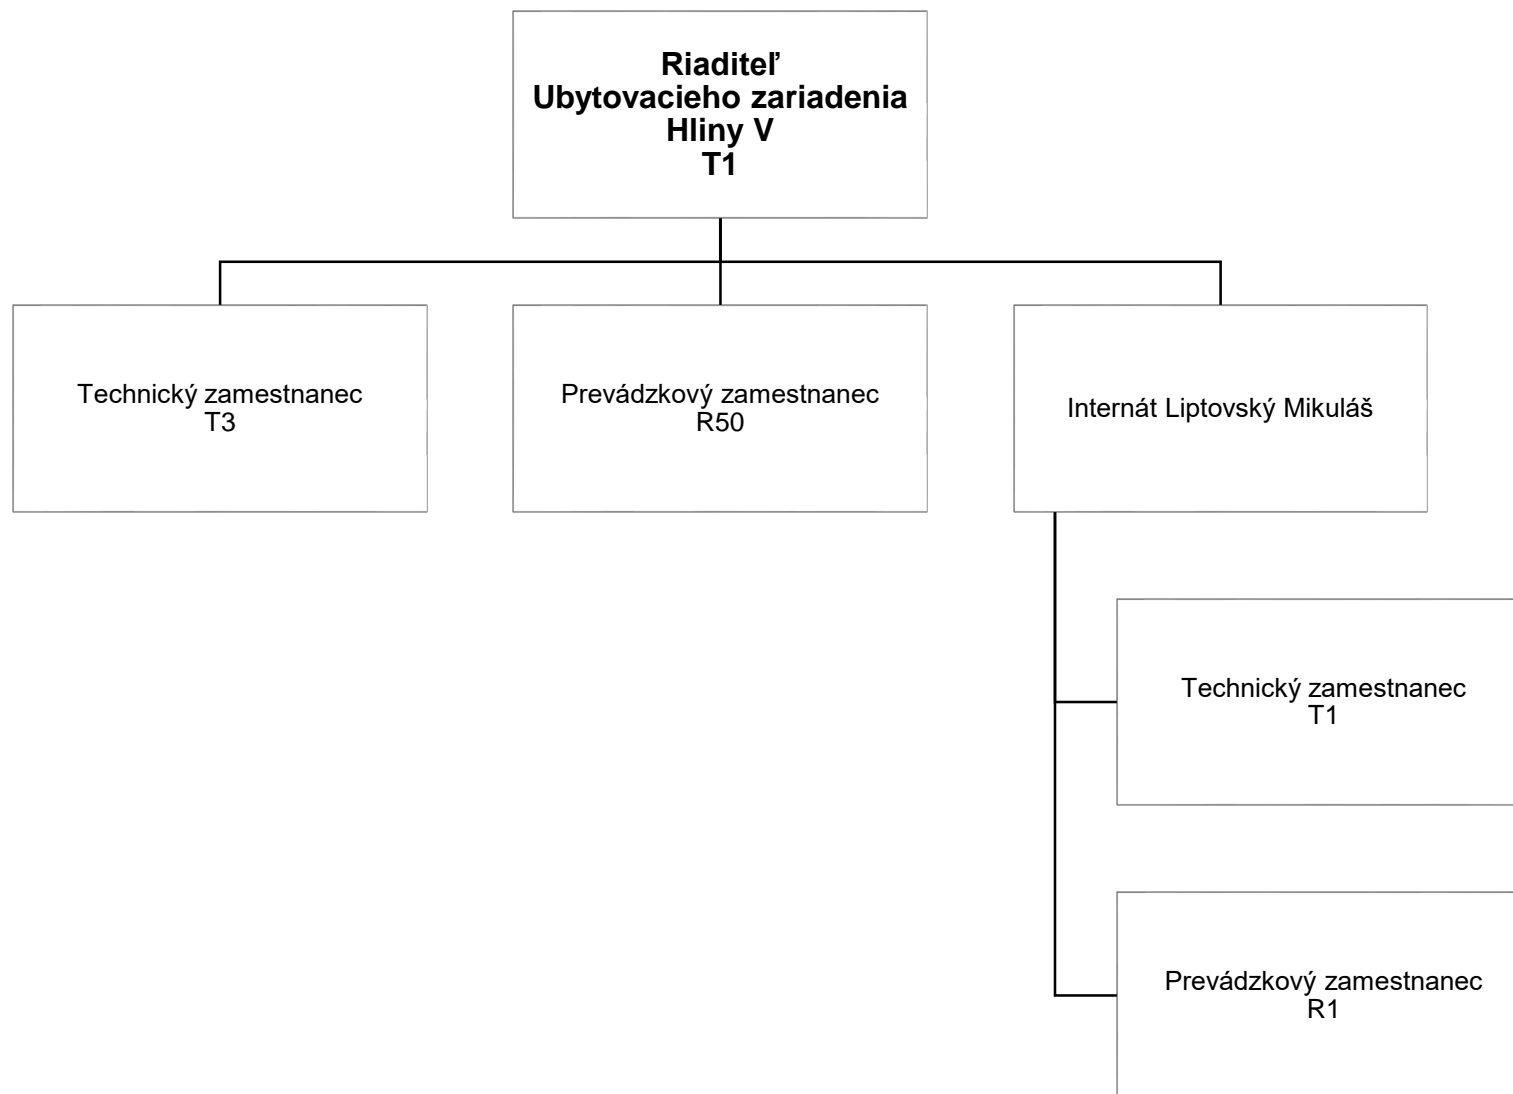 Riaditeľ
Ubytovacieho zariadenia
Hliny V
T1
Technický zamestnanec
T3
Prevádzkový zamestnanec
R50
Internát Liptovský Mikuláš
Technický zamestnanec
T1
Prevádzkový zamestnanec
R1